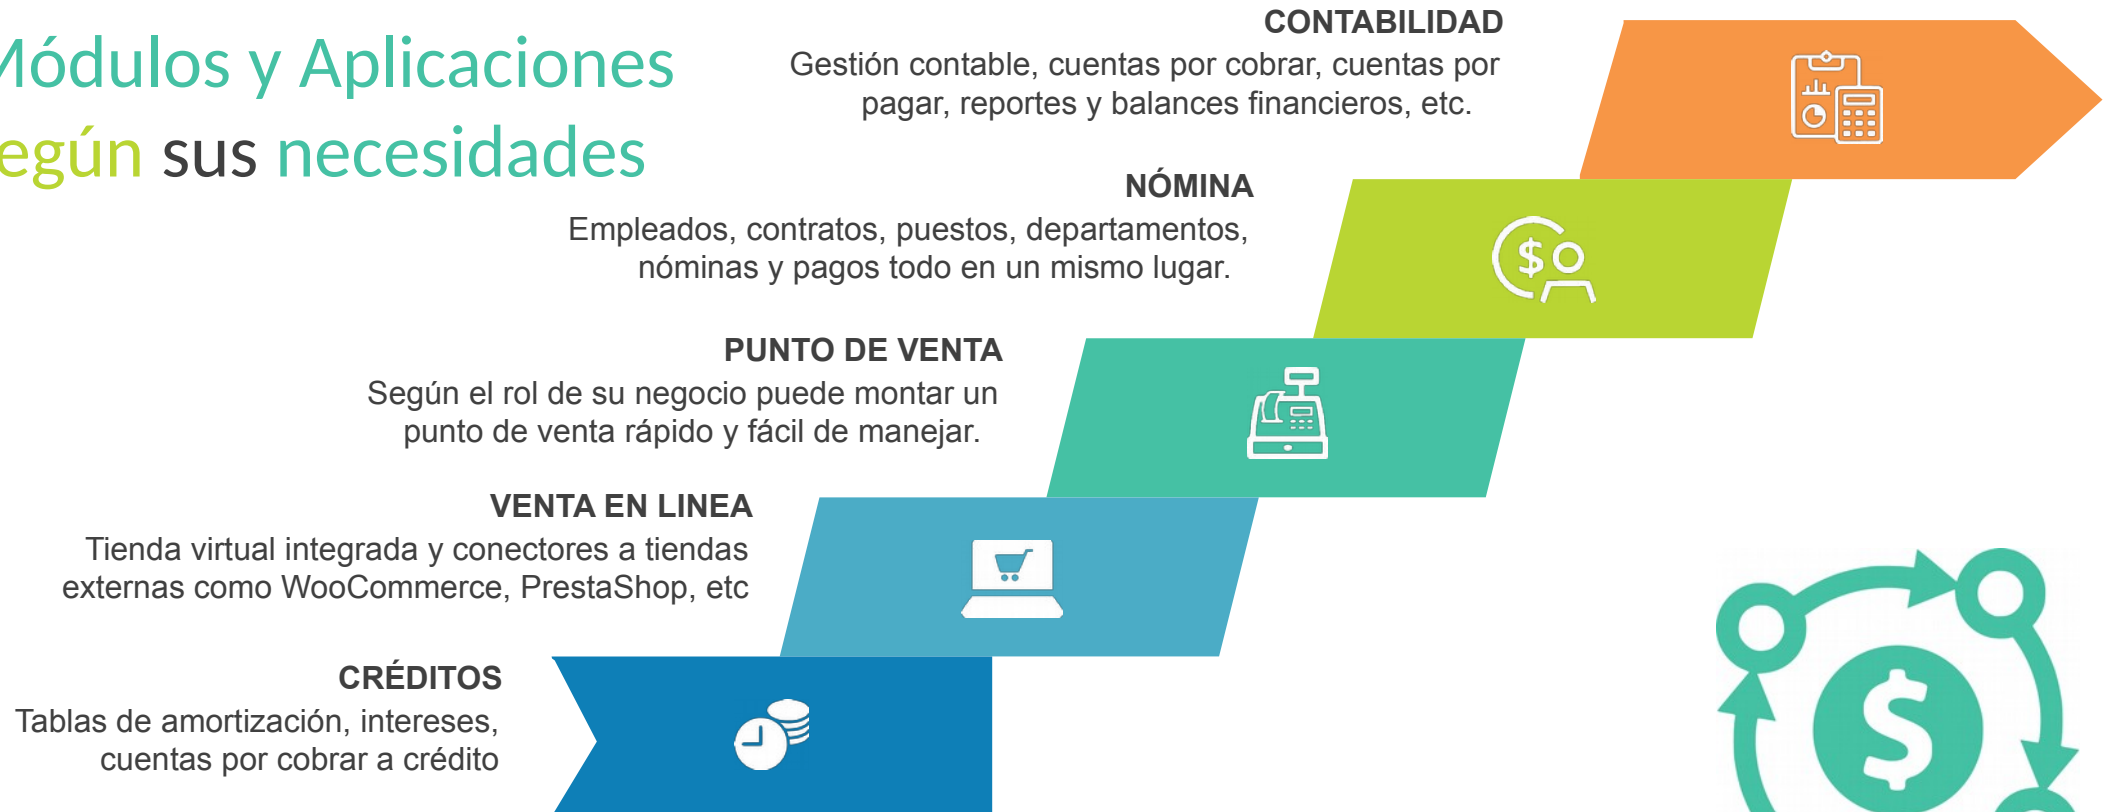 Módulos y Aplicaciones
egún sus necesidades
CONTABILIDAD
Gestión contable, cuentas por cobrar, cuentas por
pagar, reportes y balances financieros, etc.
NÓMINA
Empleados, contratos, puestos, departamentos,
nóminas y pagos todo en un mismo lugar.
PUNTO DE VENTA
Según el rol de su negocio puede montar un
punto de venta rápido y fácil de manejar.
VENTA EN LINEA
Tienda virtual integrada y conectores a tiendas
externas como WooCommerce, PrestaShop, etc
CRÉDITOS
Tablas de amortización, intereses,
cuentas por cobrar a crédito